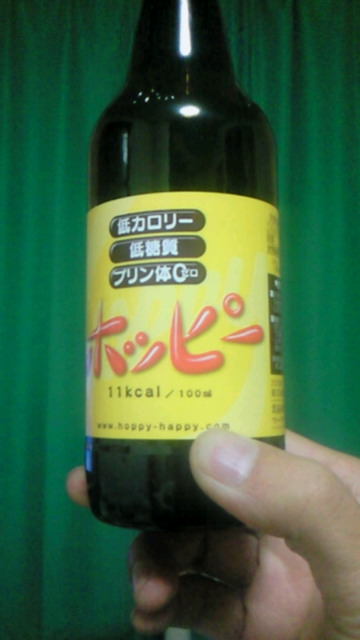 低カロリー
低糖質
プリン体0ゼロ
ホッピー
11kcal／100ml
www.hoppy-happy.com